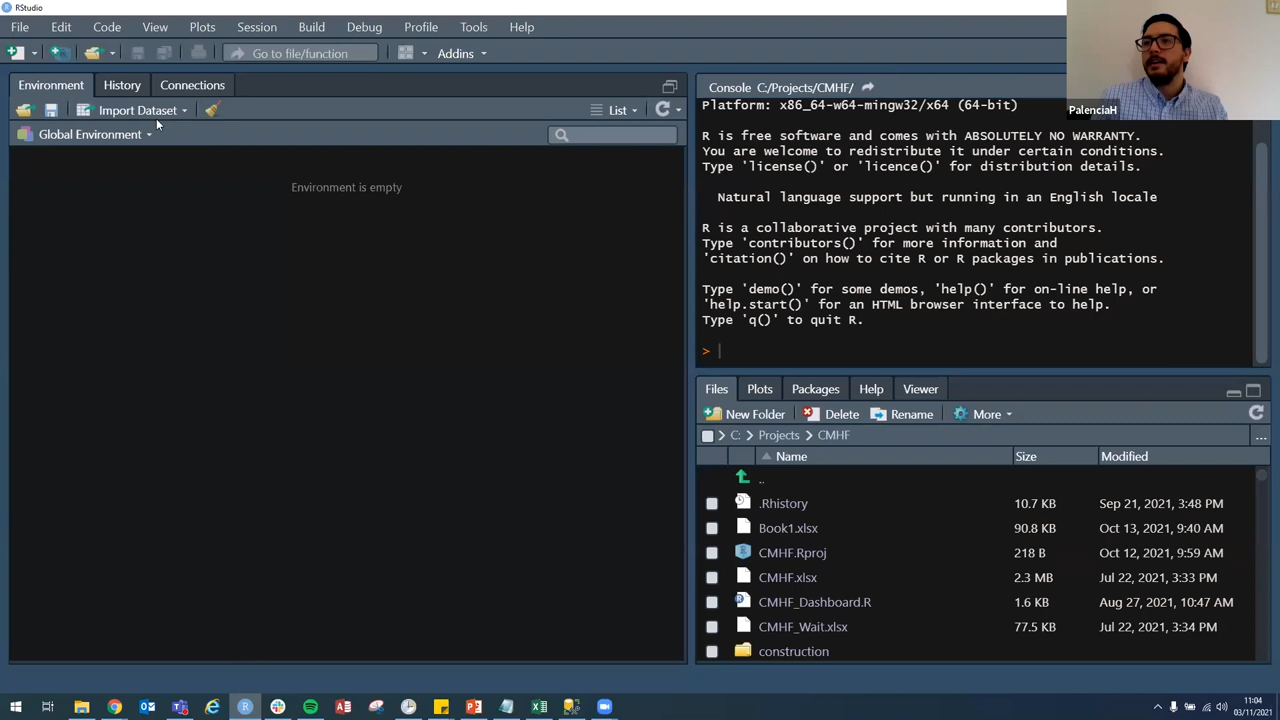 RStudio
File Edit Code View Plots Session Build Debug Profile Tools Help
Go to file/function Addins
Environment History Connections
Import Dataset List
Global Environment
Environment is empty
Console C:/Projects/CMHF/
Platform: x86_64-w64-mingw32/x64 (64-bit)
R is free software and comes with ABSOLUTELY NO WARRANTY.
You are welcome to redistribute it under certain conditions.
Type 'license()' or 'licence()' for distribution details.
Natural language support but running in an English locale
R is a collaborative project with many contributors.
Type 'contributors()' for more information and
'citation()' on how to cite R or R packages in publications.
Type 'demo()' for some demos, 'help()' for on-line help, or
'help.start()' for an HTML browser interface to help.
Type 'q()' to quit R.
>
PalenciaH
Files Plots Packages Help Viewer
New Folder Delete Rename More
C: Projects CMHF
Name Size Modified
..
.Rhistory 10.7 KB Sep 21, 2021, 3:48 PM
Book1.xlsx 90.8 KB Oct 13, 2021, 9:40 AM
CMHF.Rproj 218 B Oct 12, 2021, 9:59 AM
CMHF.xlsx 2.3 MB Jul 22, 2021, 3:33 PM
CMHF_Dashboard.R 1.6 KB Aug 27, 2021, 10:47 AM
CMHF_Wait.xlsx 77.5 KB Jul 22, 2021, 3:34 PM
construction
11:04
03/11/2021